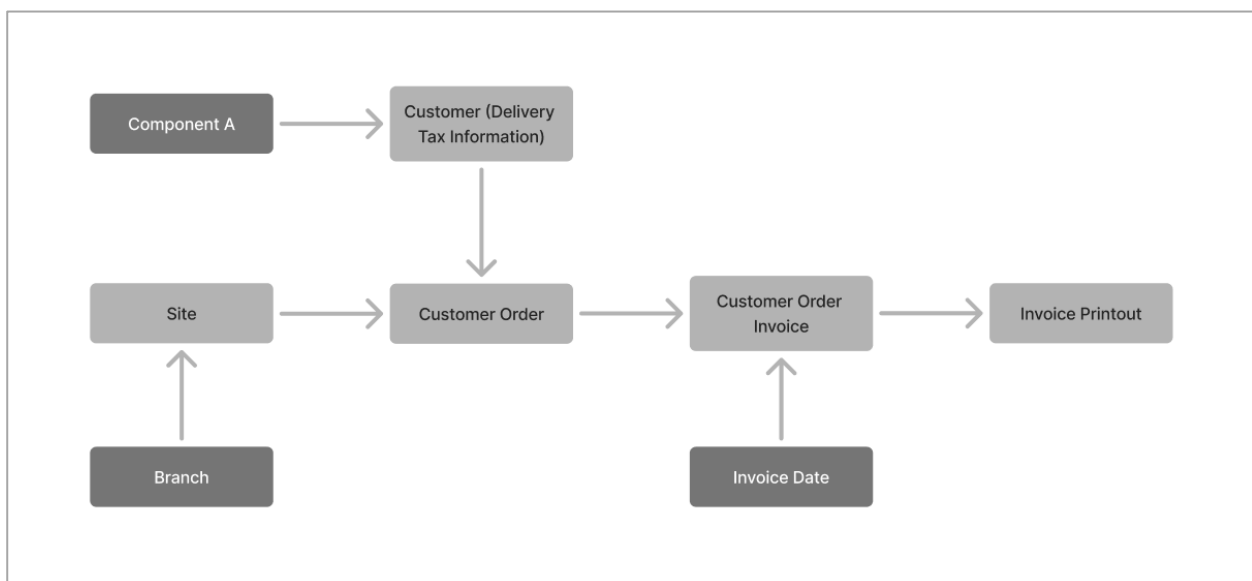 Component A
Customer (Delivery
Tax Information)
Site
Customer Order
Customer Order
Invoice
Invoice Printout
Branch
Invoice Date